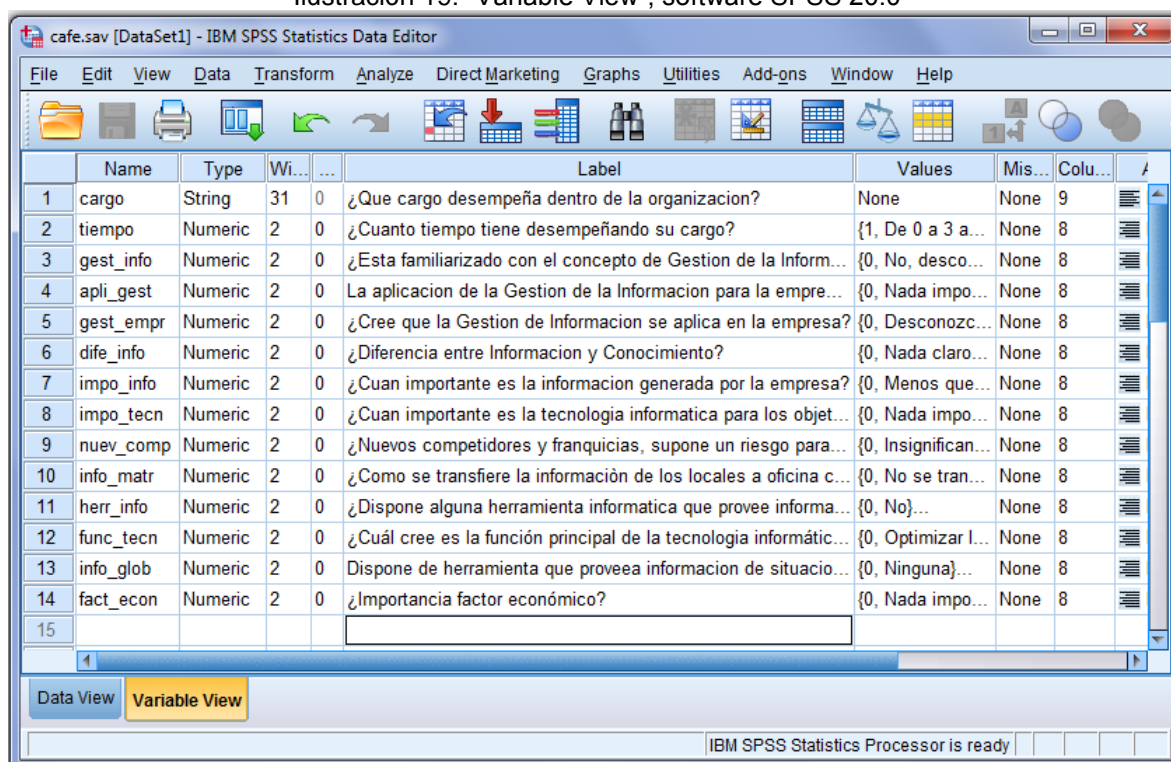 Ilustración 19. "Variable View", software SPSS 20.0
cafe.sav [DataSet1] - IBM SPSS Statistics Data Editor
File Edit View Data Transform Analyze Direct Marketing Graphs Utilities Add-ons Window Help
Name Type Wi... ... Label Values Mis... Colu... A
1 cargo String 31 0 ¿Que cargo desempeña dentro de la organizacion? None None 9
2 tiempo Numeric 2 0 ¿Cuanto tiempo tiene desempeñando su cargo? {1, De 0 a 3 a... None 8
3 gest_info Numeric 2 0 ¿Esta familiarizado con el concepto de Gestion de la Inform... {0, No, desco... None 8
4 apli_gest Numeric 2 0 La aplicacion de la Gestion de la Informacion para la empre... {0, Nada impo... None 8
5 gest_empr Numeric 2 0 ¿Cree que la Gestion de Informacion se aplica en la empresa? {0, Desconozc... None 8
6 dife_info Numeric 2 0 ¿Diferencia entre Informacion y Conocimiento? {0, Nada claro... None 8
7 impo_info Numeric 2 0 ¿Cuan importante es la informacion generada por la empresa? {0, Menos que... None 8
8 impo_tecn Numeric 2 0 ¿Cuan importante es la tecnologia informatica para los objet... {0, Nada impo... None 8
9 nuev_comp Numeric 2 0 ¿Nuevos competidores y franquicias, supone un riesgo para... {0, Insignifican... None 8
10 info_matr Numeric 2 0 ¿Como se transfiere la informaciòn de los locales a oficina c... {0, No se tran... None 8
11 herr_info Numeric 2 0 ¿Dispone alguna herramienta informatica que provee informa... {0, No}... None 8
12 func_tecn Numeric 2 0 ¿Cuál cree es la función principal de la tecnologia informátic... {0, Optimizar l... None 8
13 info_glob Numeric 2 0 Dispone de herramienta que proveea informacion de situacio... {0, Ninguna}... None 8
14 fact_econ Numeric 2 0 ¿Importancia factor económico? {0, Nada impo... None 8
15
Data View Variable View
IBM SPSS Statistics Processor is ready